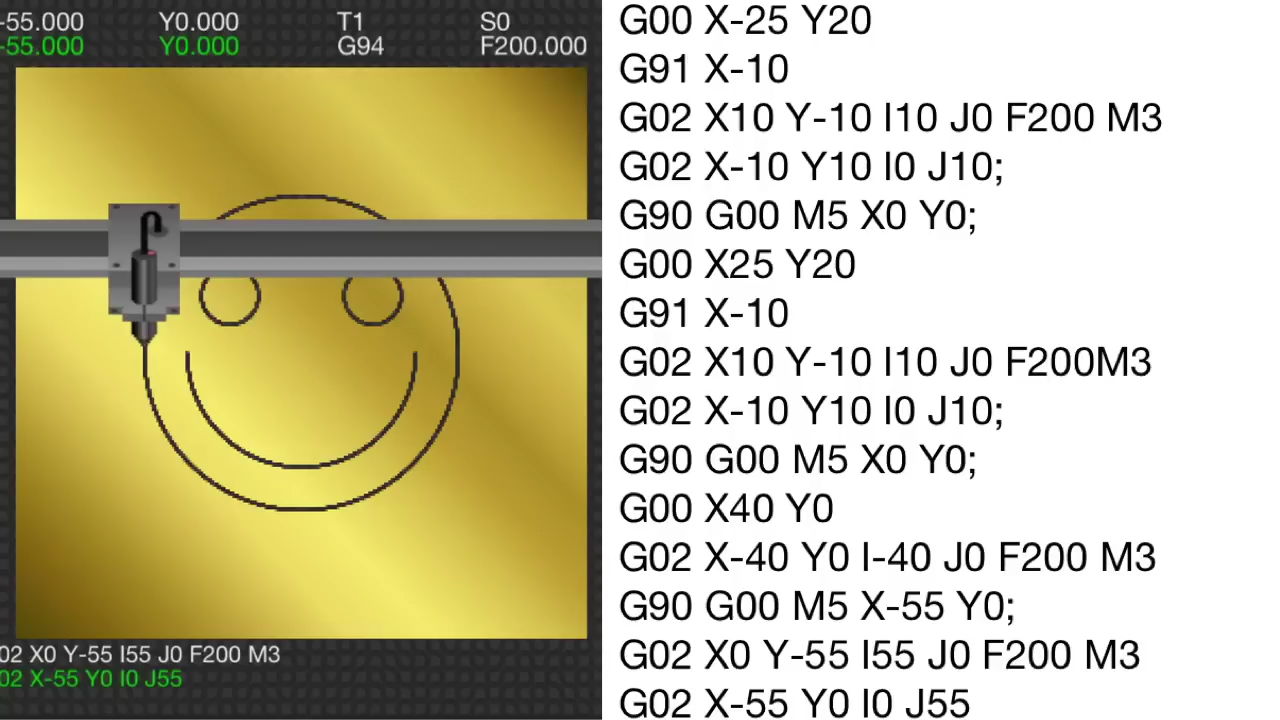 -55.000 Y0.000 T1 S0
-55.000 Y0.000 G94 F200.000
02 X0 Y-55 I55 J0 F200 M3
02 X-55 Y0 I0 J55
G00 X-25 Y20
G91 X-10
G02 X10 Y-10 I10 J0 F200 M3
G02 X-10 Y10 I0 J10;
G90 G00 M5 X0 Y0;
G00 X25 Y20
G91 X-10
G02 X10 Y-10 I10 J0 F200M3
G02 X-10 Y10 I0 J10;
G90 G00 M5 X0 Y0;
G00 X40 Y0
G02 X-40 Y0 I-40 J0 F200 M3
G90 G00 M5 X-55 Y0;
G02 X0 Y-55 I55 J0 F200 M3
G02 X-55 Y0 I0 J55